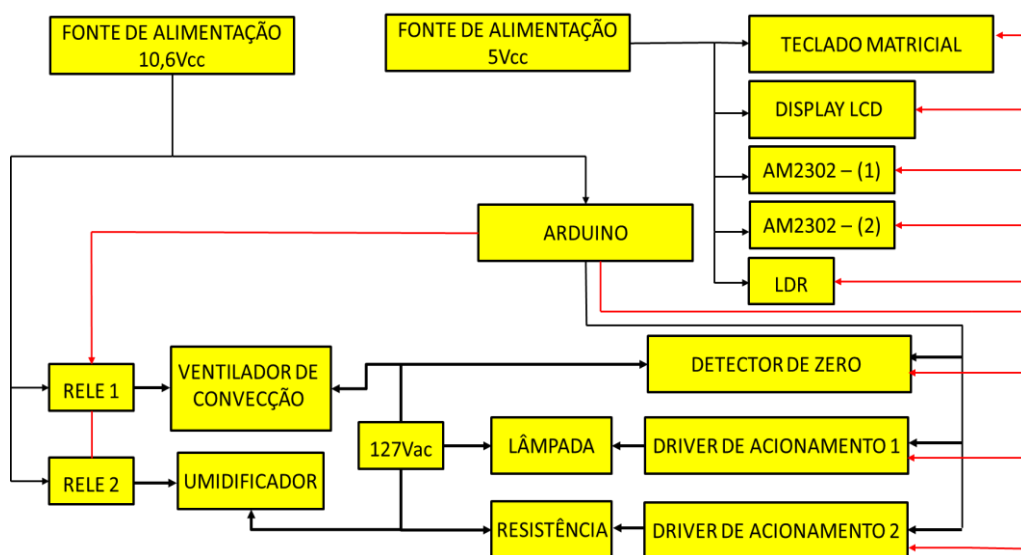 FONTE DE ALIMENTAÇÃO
10,6Vcc
FONTE DE ALIMENTAÇÃO
5Vcc
TECLADO MATRICIAL
DISPLAY LCD
AM2302 – (1)
AM2302 – (2)
ARDUINO
LDR
RELE 1
VENTILADOR DE
CONVECÇÃO
DETECTOR DE ZERO
127Vac
LÂMPADA
DRIVER DE ACIONAMENTO 1
RELE 2
UMIDIFICADOR
RESISTÊNCIA
DRIVER DE ACIONAMENTO 2